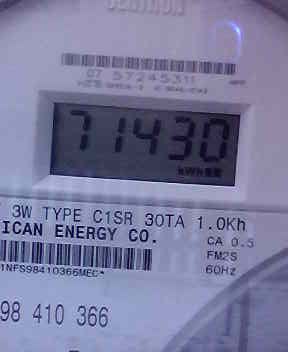 CENTRON
07 57245311
71430
kWh
3W TYPE C1SR 30TA 1.0Kh
ICAN ENERGY CO.
CA 0.5
FM2S
1NFS98410366MEC*
60Hz
98 410 366